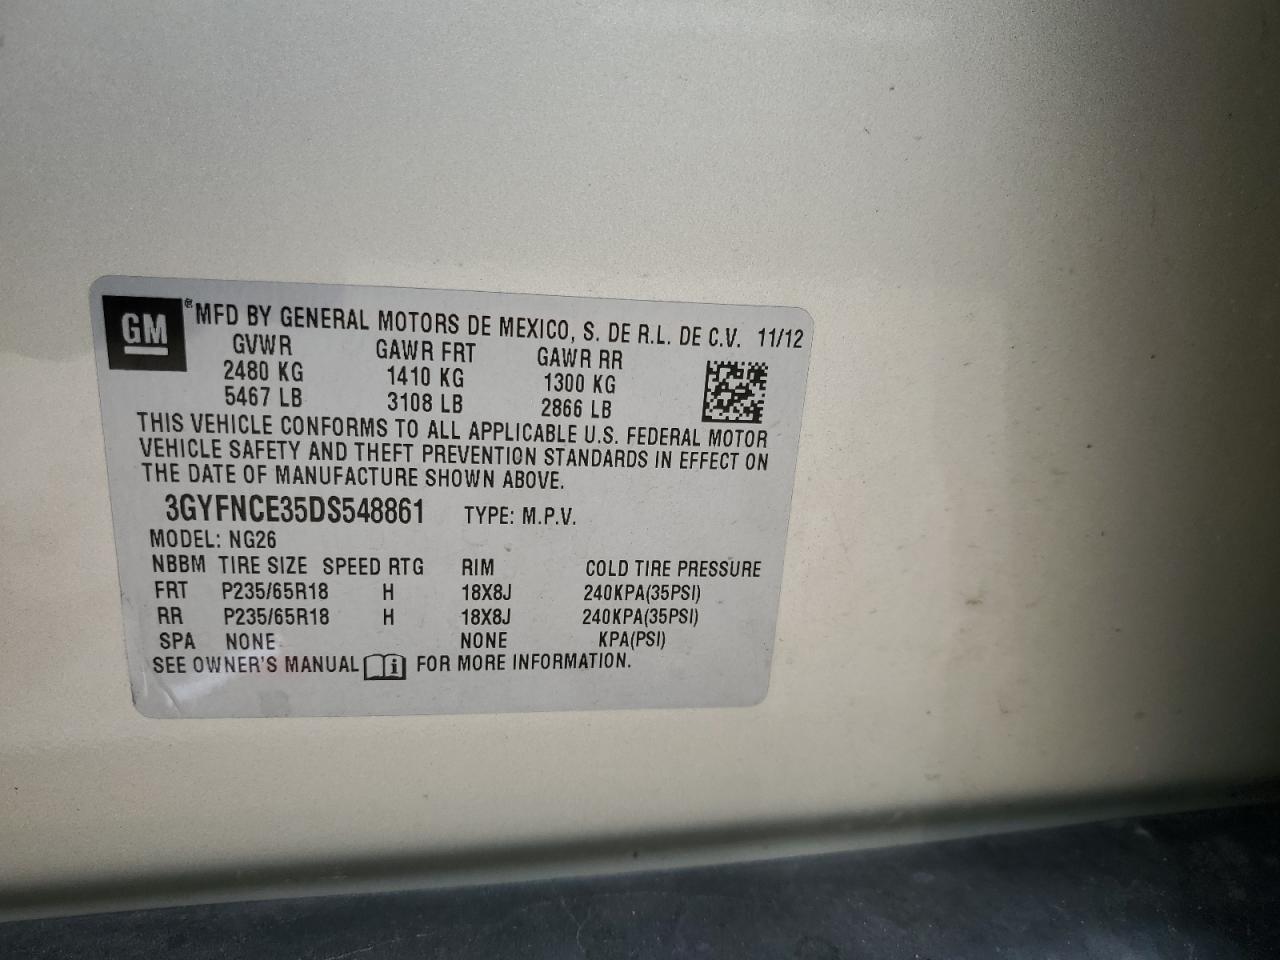 GM ® MFD BY GENERAL MOTORS DE MEXICO, S. DE R.L. DE C.V. 11/12
GVWR GAWR FRT GAWR RR
2480 KG 1410 KG 1300 KG
5467 LB 3108 LB 2866 LB
THIS VEHICLE CONFORMS TO ALL APPLICABLE U.S. FEDERAL MOTOR
VEHICLE SAFETY AND THEFT PREVENTION STANDARDS IN EFFECT ON
THE DATE OF MANUFACTURE SHOWN ABOVE.
3GYFNCE35DS548861 TYPE: M.P.V.
MODEL: NG26
NBBM TIRE SIZE SPEED RTG RIM COLD TIRE PRESSURE
FRT P235/65R18 H 18X8J 240KPA(35PSI)
RR P235/65R18 H 18X8J 240KPA(35PSI)
SPA NONE NONE KPA(PSI)
SEE OWNER'S MANUAL i FOR MORE INFORMATION.